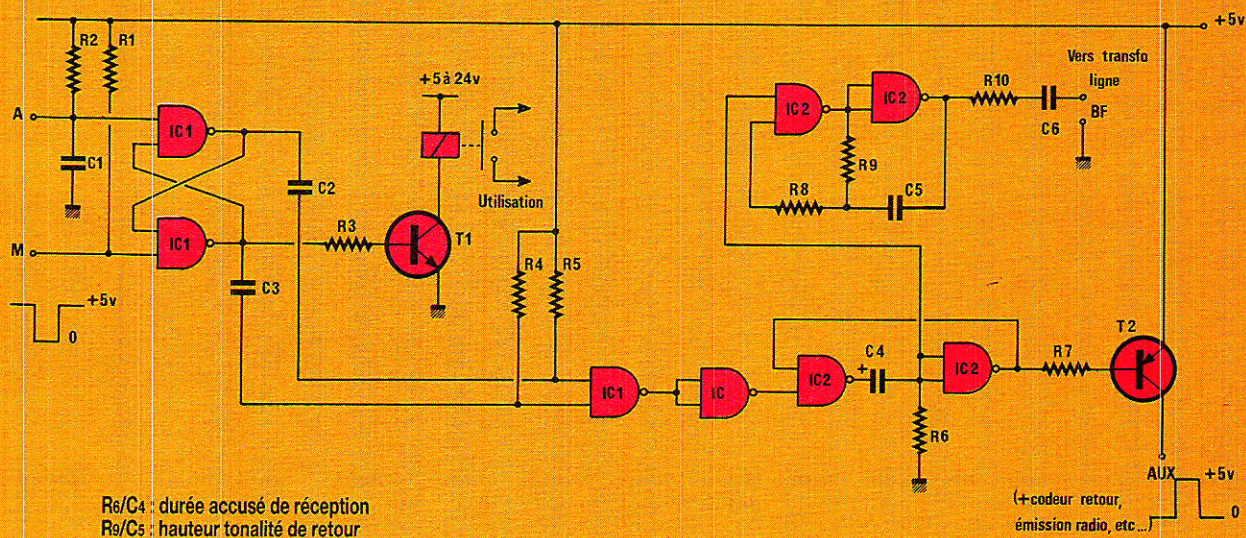 +5v
R2
R1
+5 à 24v
Vers transfo
ligne
R10
A
IC1
IC2
IC2
BF
C6
C1
R9
C2
R8
C5
Utilisation
IC1
R3
T1
M
R4
R5
C3
+5v
0
T2
C4
R7
IC1
IC
IC2
IC2
R6
AUX
+5v
R6/C4 : durée accusé de réception
R9/C5 : hauteur tonalité de retour
(+codeur retour,
émission radio, etc...)
0